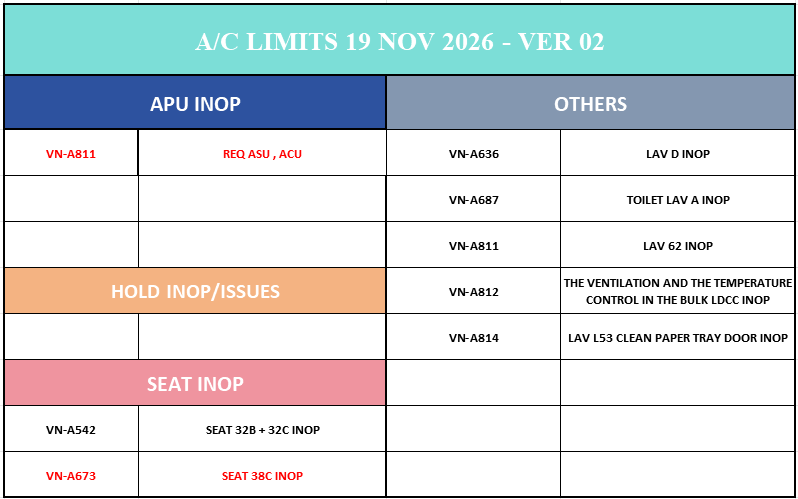 A/C LIMITS 19 NOV 2026 - VER 02
APU INOP
VN-A811 REQ ASU , ACU
HOLD INOP/ISSUES
SEAT INOP
VN-A542 SEAT 32B + 32C INOP
VN-A673 SEAT 38C INOP
OTHERS
VN-A636 LAV D INOP
VN-A687 TOILET LAV A INOP
VN-A811 LAV 62 INOP
VN-A812 THE VENTILATION AND THE TEMPERATURE
CONTROL IN THE BULK LDCC INOP
VN-A814 LAV L53 CLEAN PAPER TRAY DOOR INOP